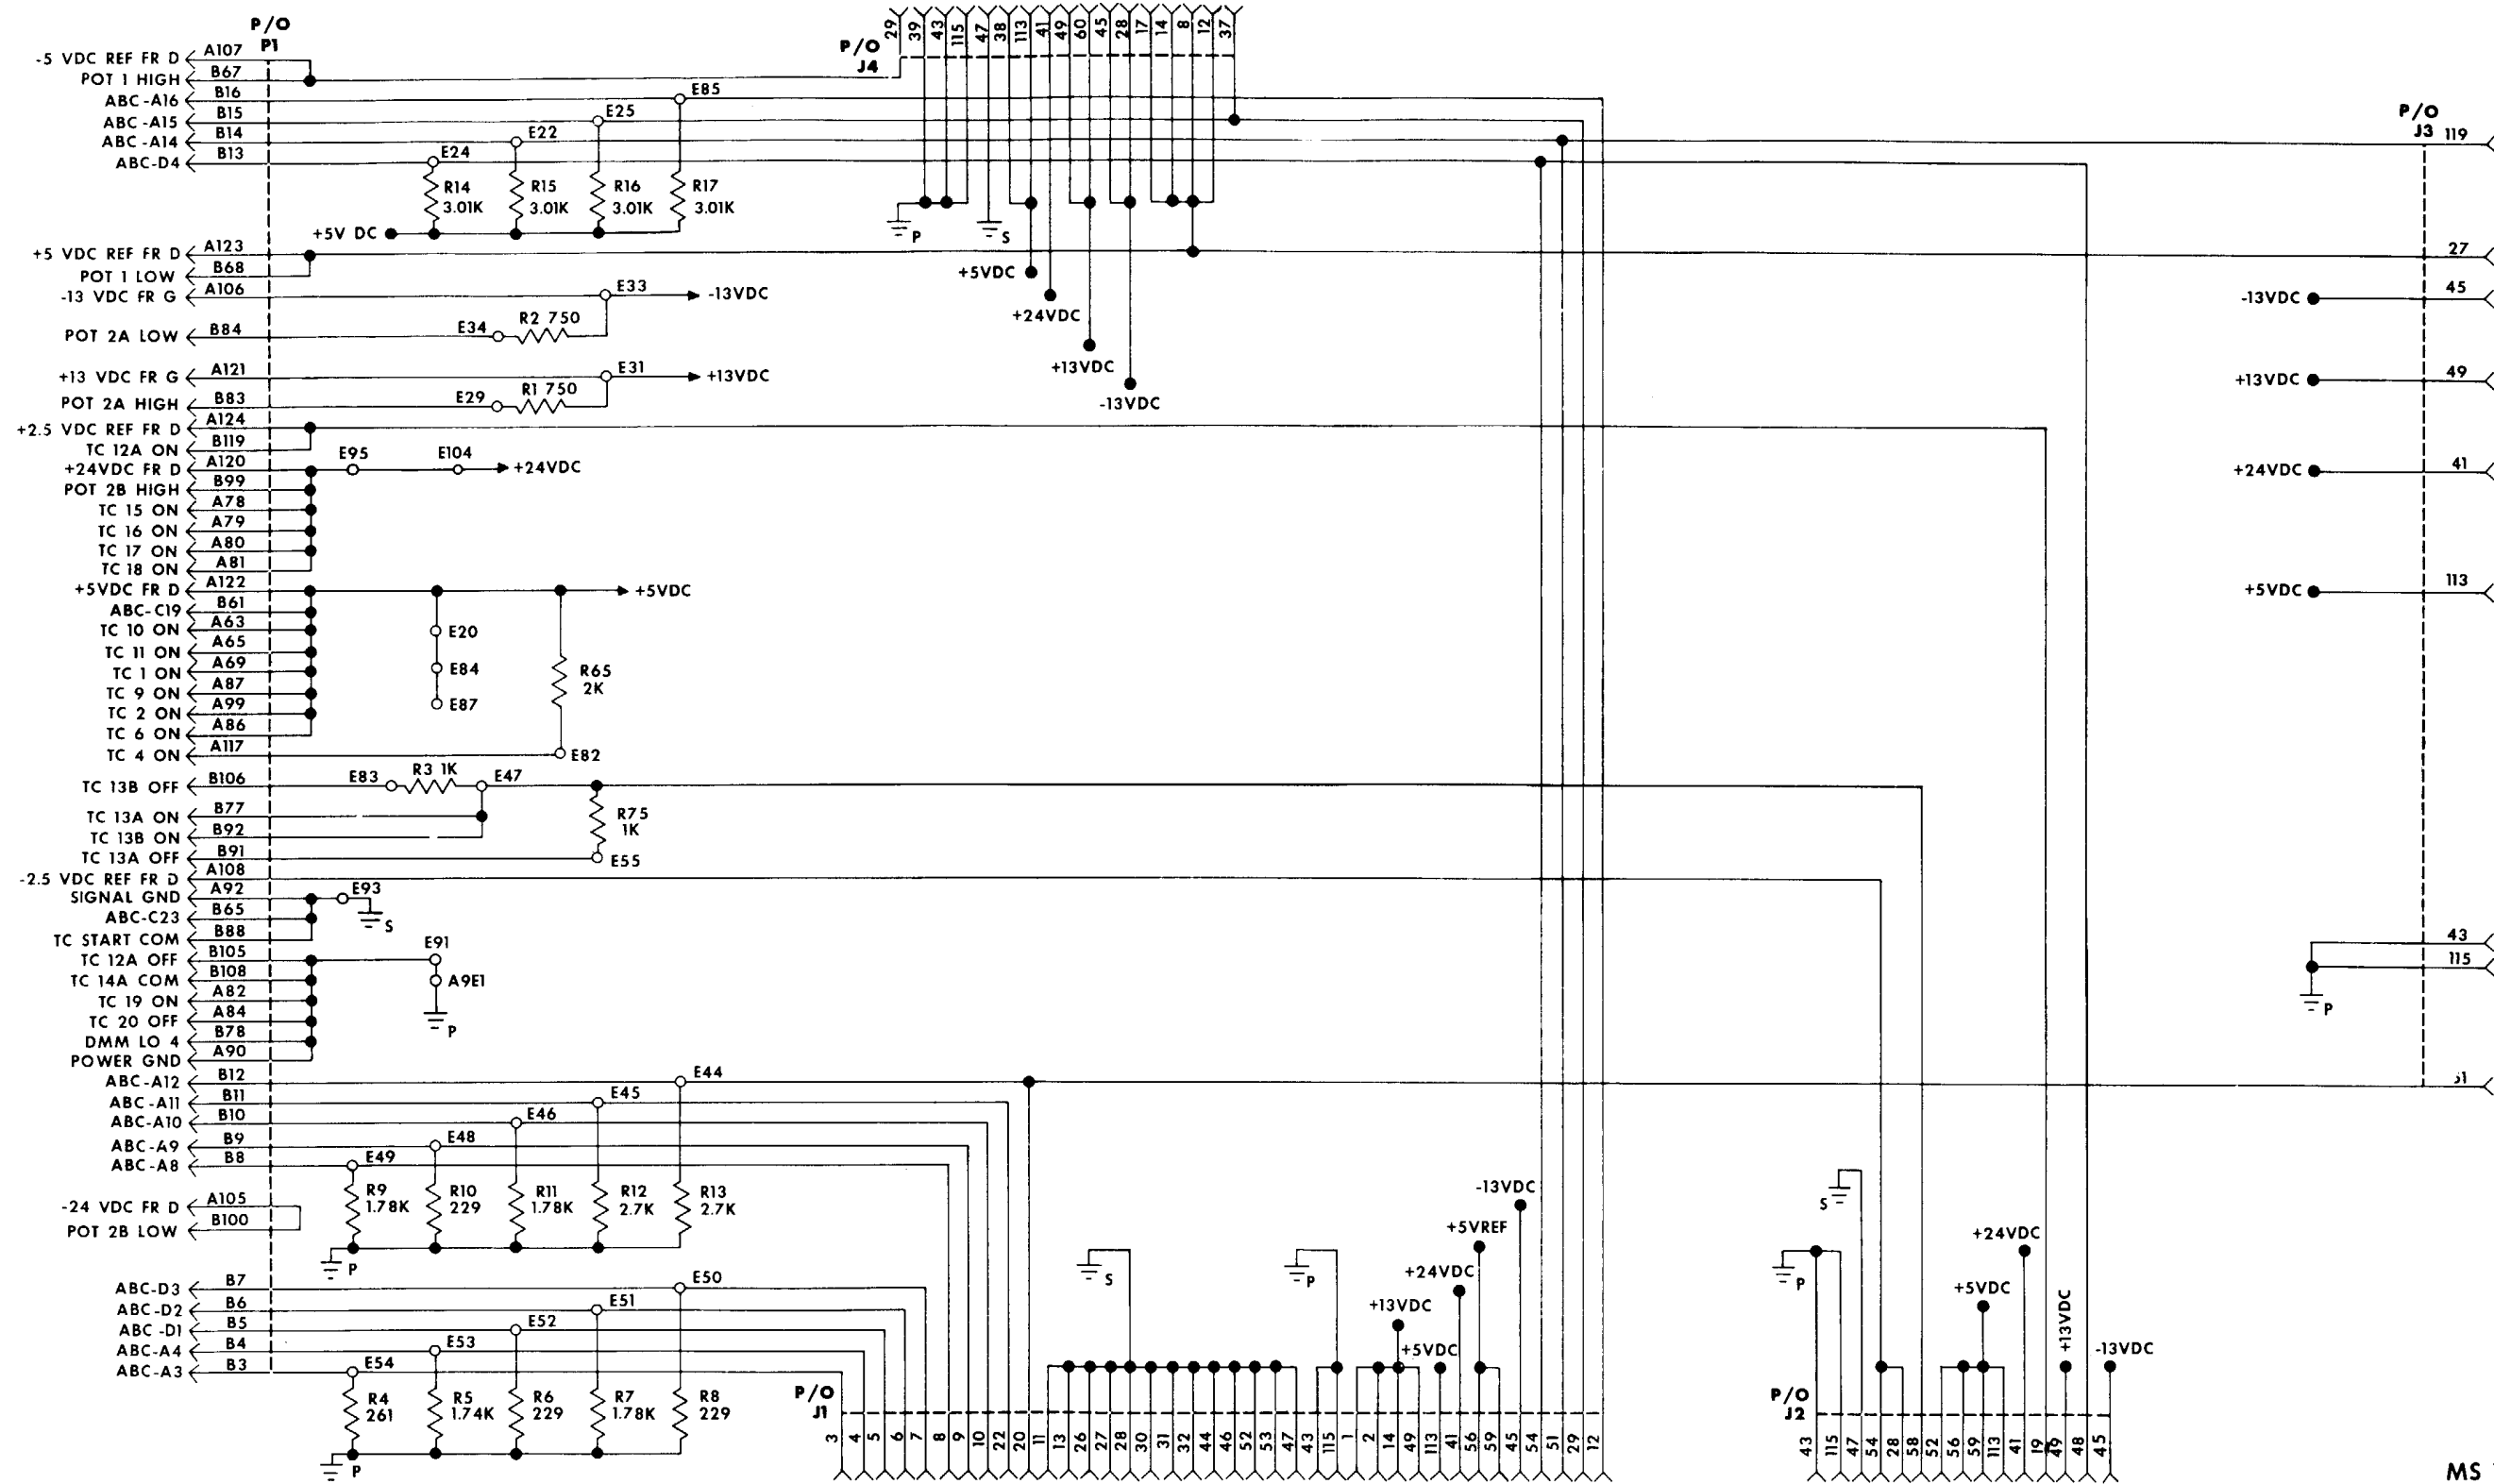 P/O
P1
-5 VDC REF FR D A107
POT 1 HIGH B67
ABC-A16 B16
ABC-A15 B15
ABC-A14 B14
ABC-D4 B13
E85
E25
E22
E24
R14
3.01K
R15
3.01K
R16
3.01K
R17
3.01K
+5V DC
+5 VDC REF FR D A123
POT 1 LOW B68
-13 VDC FR G A106
E33
-13VDC
POT 2A LOW B84
E34
R2 750
+13 VDC FR G A121
E31
+13VDC
POT 2A HIGH B83
E29
R1 750
+2.5 VDC REF FR D A124
TC 12A ON B119
+24VDC FR D A120
E95
E104
+24VDC
POT 2B HIGH B99
TC 15 ON A78
TC 16 ON A79
TC 17 ON A80
TC 18 ON A81
+5VDC FR D A122
+5VDC
ABC-C19 B61
TC 10 ON A63
TC 11 ON A65
TC 1 ON A69
TC 9 ON A87
TC 2 ON A99
TC 6 ON A86
TC 4 ON A117
E20
E84
E87
R65
2K
E82
TC 13B OFF B106
E83
R3 1K
E47
TC 13A ON B77
TC 13B ON B92
TC 13A OFF B91
R75
1K
E55
-2.5 VDC REF FR D A108
SIGNAL GND A92
E93
S
ABC-C23 B65
TC START COM B88
TC 12A OFF B105
E91
TC 14A COM B108
A9E1
TC 19 ON A82
TC 20 OFF A84
P
DMM LO 4 B78
POWER GND A90
ABC-A12 B12
E44
ABC-A11 B11
E45
ABC-A10 B10
E46
ABC-A9 B9
E48
ABC-A8 B8
E49
R9
1.78K
R10
229
R11
1.78K
R12
2.7K
R13
2.7K
-24 VDC FR D A105
POT 2B LOW B100
P
ABC-D3 B7
E50
ABC-D2 B6
E51
ABC-D1 B5
E52
ABC-A4 B4
E53
ABC-A3 B3
E54
R4
261
R5
1.74K
R6
229
R7
1.78K
R8
229
P
P/O
J4
29
39
43
115
47
38
113
41
49
60
45
28
17
14
8
12
37
P
S
+5VDC
+24VDC
+13VDC
-13VDC
P/O
J3
119
27
-13VDC
45
+13VDC
49
+24VDC
41
+5VDC
113
43
115
P
S
P
-13VDC
+5VREF
+24VDC
+13VDC
+5VDC
P/O
J1
3
4
5
6
7
8
9
10
22
20
11
13
26
27
28
30
31
32
44
46
52
53
47
43
115
1
2
14
49
113
41
56
59
45
54
51
29
12
S
P
+24VDC
+5VDC
+13VDC
-13VDC
P/O
J2
43
115
47
54
28
58
52
56
59
113
41
19
49
48
45
MS